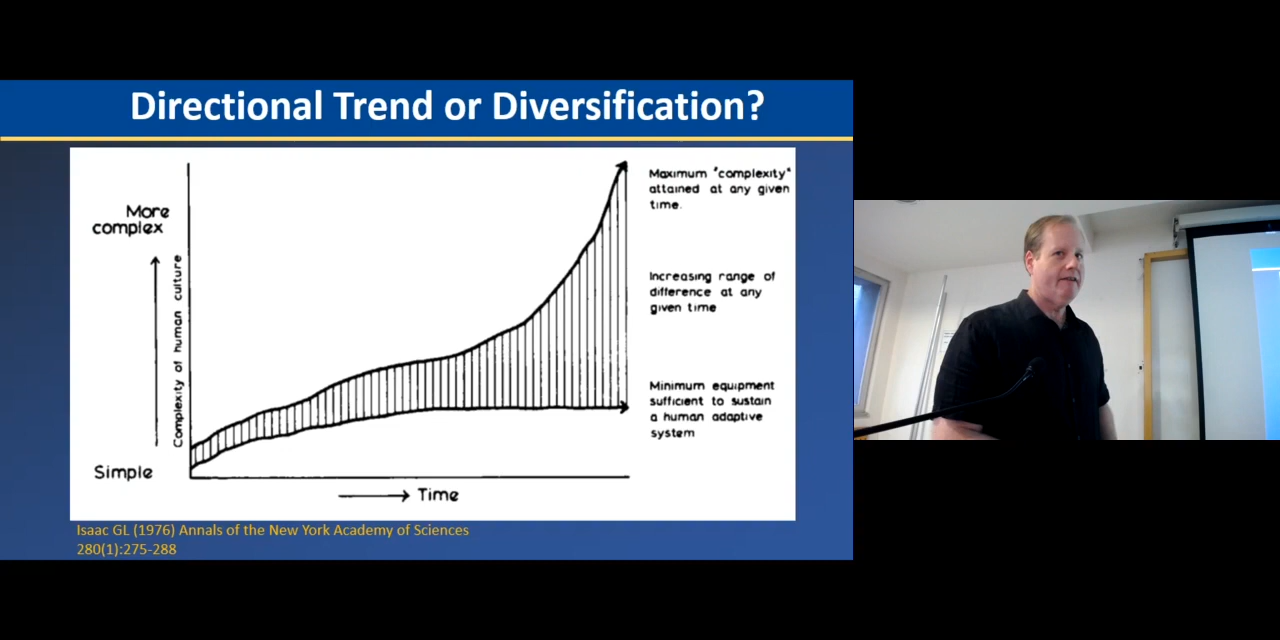 Directional Trend or Diversification?
More
complex
Complexity of human culture
Simple
Time
Maximum "complexity"
attained at any given
time.
Increasing range of
difference at any
given time
Minimum equipment
sufficient to sustain
a human adaptive
system
Isaac GL (1976) Annals of the New York Academy of Sciences
280(1):275-288